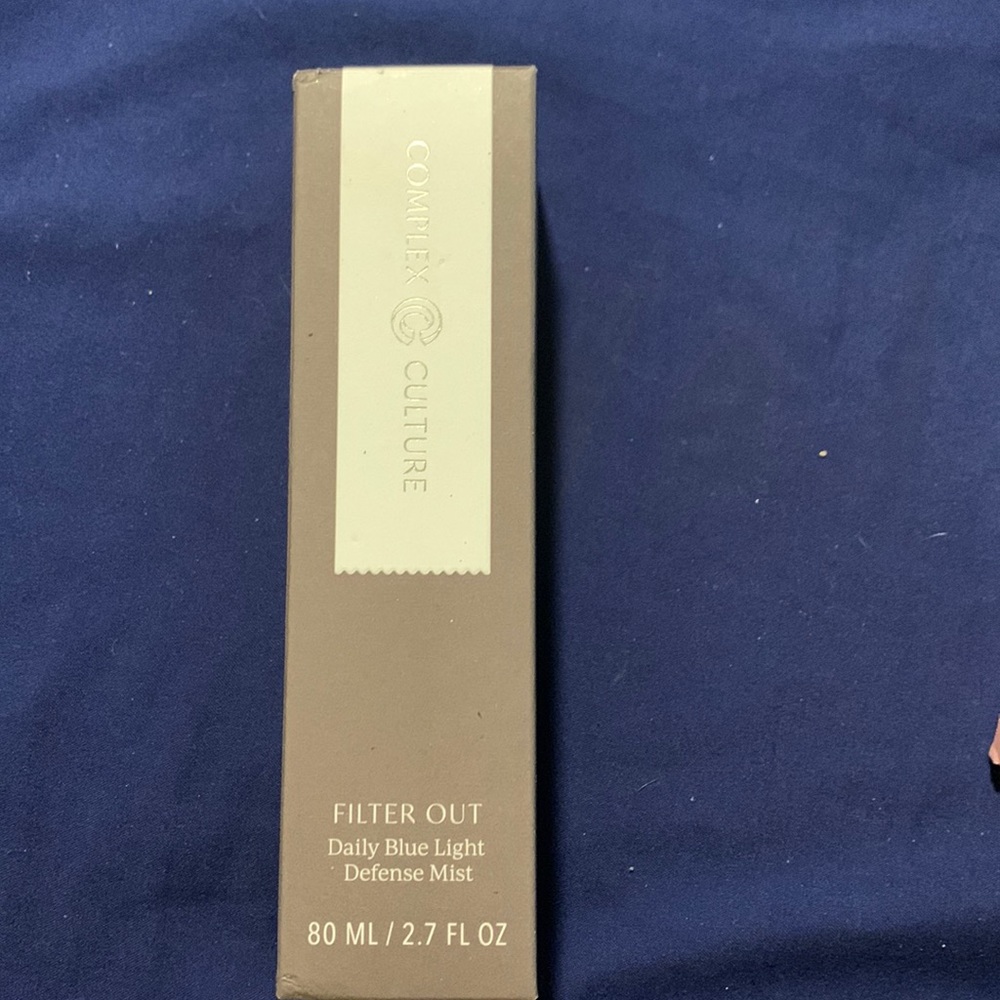 COMPLEX C CULTURE
FILTER OUT
Daily Blue Light
Defense Mist
80 ML / 2.7 FL OZ